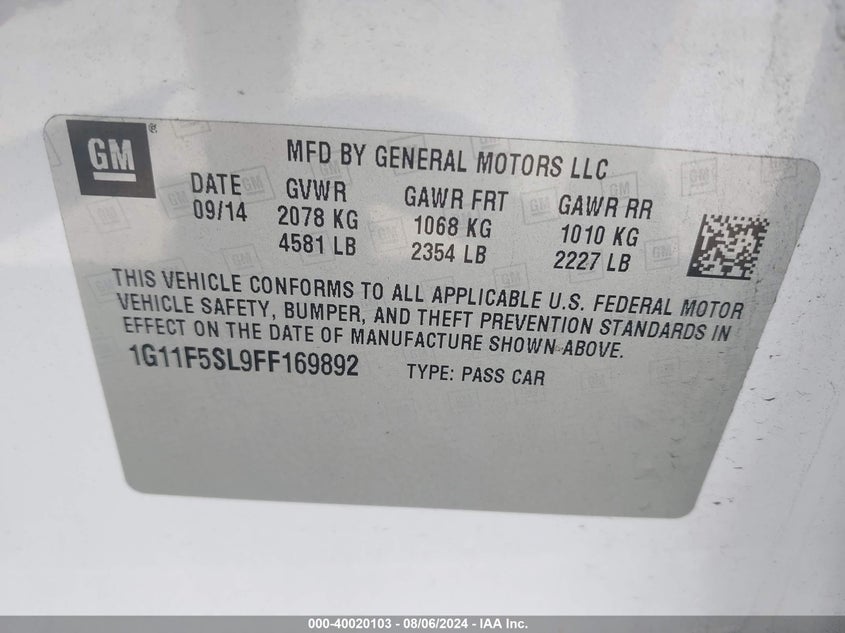 GM
MFD BY GENERAL MOTORS LLC
DATE GVWR GAWR FRT GAWR RR
09/14 2078 KG 1068 KG 1010 KG
4581 LB 2354 LB 2227 LB
THIS VEHICLE CONFORMS TO ALL APPLICABLE U.S. FEDERAL MOTOR
VEHICLE SAFETY, BUMPER, AND THEFT PREVENTION STANDARDS IN
EFFECT ON THE DATE OF MANUFACTURE SHOWN ABOVE.
1G11F5SL9FF169892 TYPE: PASS CAR
000-40020103 - 08/06/2024 - IAA Inc.